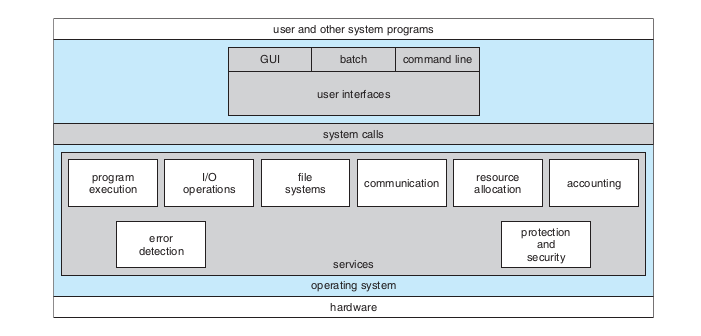 user and other system programs
GUI
batch
command line
user interfaces
system calls
program
execution
I/O
operations
file
systems
communication
resource
allocation
accounting
error
detection
protection
and
security
services
operating system
hardware